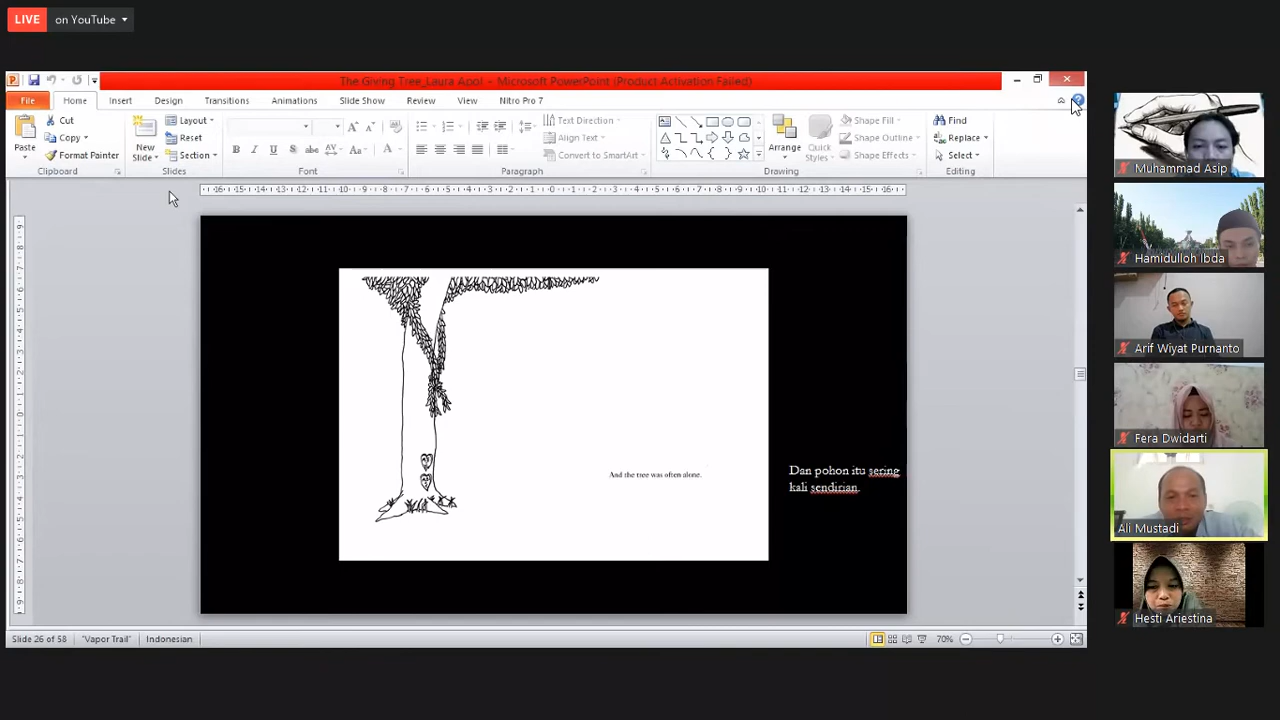 LIVE on YouTube
The Giving Tree_Laura Apol - Microsoft PowerPoint (Product Activation Failed)
File Home Insert Design Transitions Animations Slide Show Review View Nitro Pro 7
Paste
Cut
Copy
Format Painter
Clipboard
New
Slide
Layout
Reset
Section
Slides
Font
Text Direction
Align Text
Convert to SmartArt
Paragraph
Arrange
Quick
Styles
Shape Fill
Shape Outline
Shape Effects
Drawing
Find
Replace
Select
Editing
And the tree was often alone.
Dan pohon itu sering
kali sendirian.
Slide 26 of 58 "Vapor Trail" Indonesian 70%
Muhammad Asip
Hamidulloh Ibda
Arif Wiyat Purnanto
Fera Dwidarti
Ali Mustadi
Hesti Ariestina